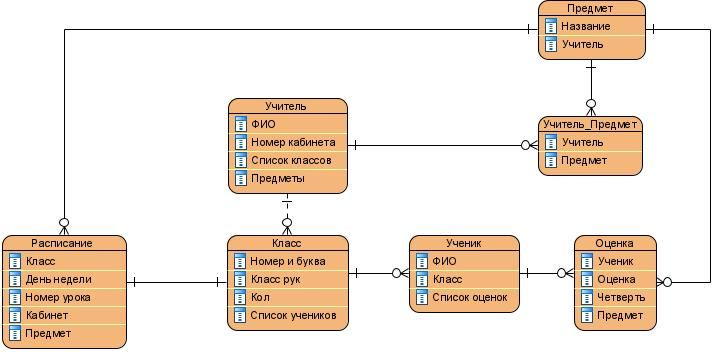 Предмет
Название
Учитель
Учитель
ФИО
Номер кабинета
Список классов
Предметы
Учитель_Предмет
Учитель
Предмет
Расписание
Класс
День недели
Номер урока
Кабинет
Предмет
Класс
Номер и буква
Класс рук
Кол
Список учеников
Ученик
ФИО
Класс
Список оценок
Оценка
Ученик
Оценка
Четверть
Предмет